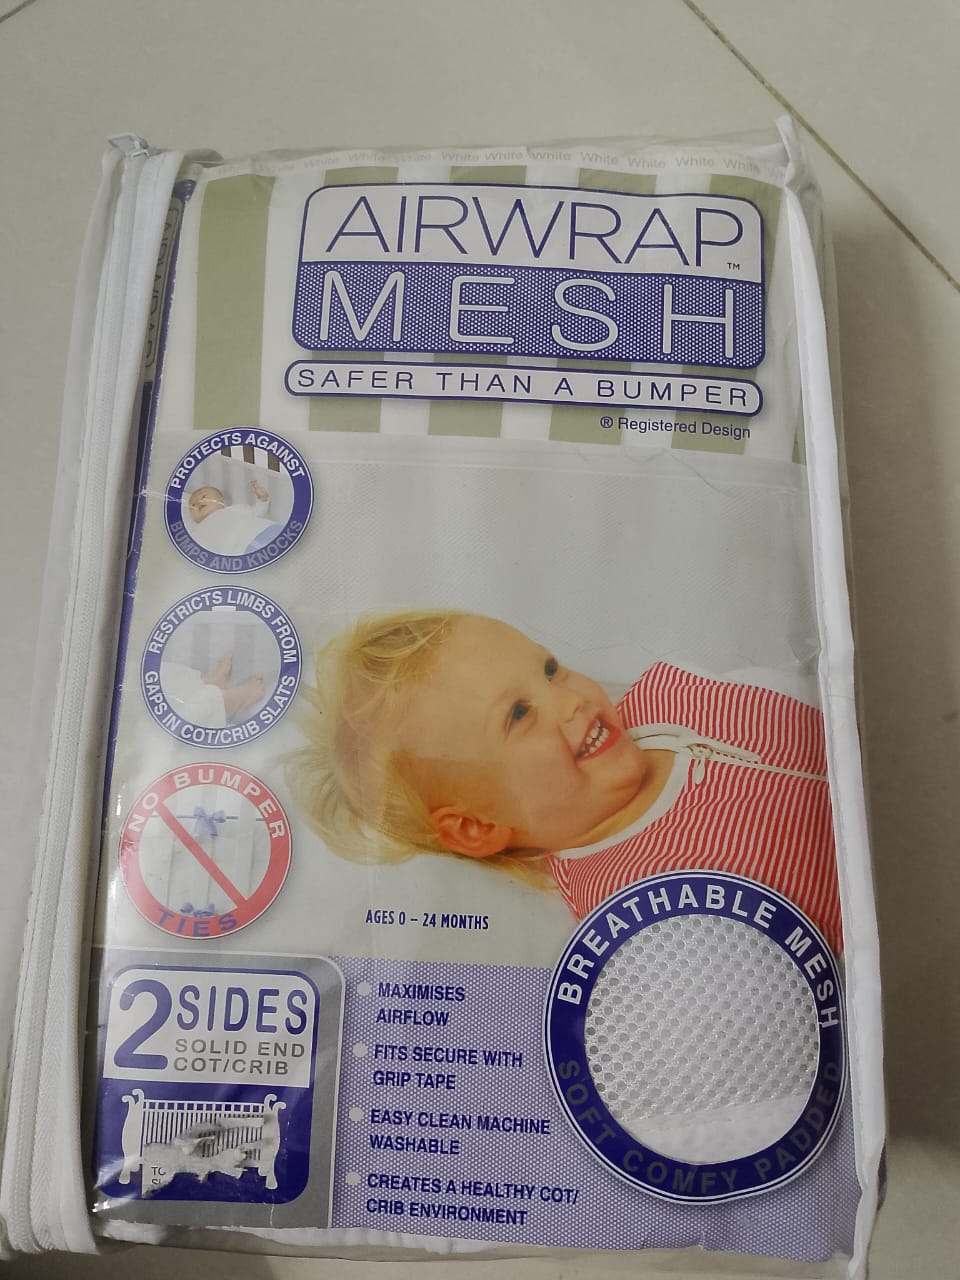 White White White White White White White White White
AIRWRAP™
MESH
SAFER THAN A BUMPER
® Registered Design
PROTECTS AGAINST
BUMPS AND KNOCKS
RESTRICTS LIMBS FROM
GAPS IN COT/CRIB SLATS
NO BUMPER
TIES
AGES 0 – 24 MONTHS
BREATHABLE MESH
SOFT COMFY PADDED
2 SIDES
SOLID END
COT/CRIB
MAXIMISES
AIRFLOW
FITS SECURE WITH
GRIP TAPE
EASY CLEAN MACHINE
WASHABLE
CREATES A HEALTHY COT/
CRIB ENVIRONMENT